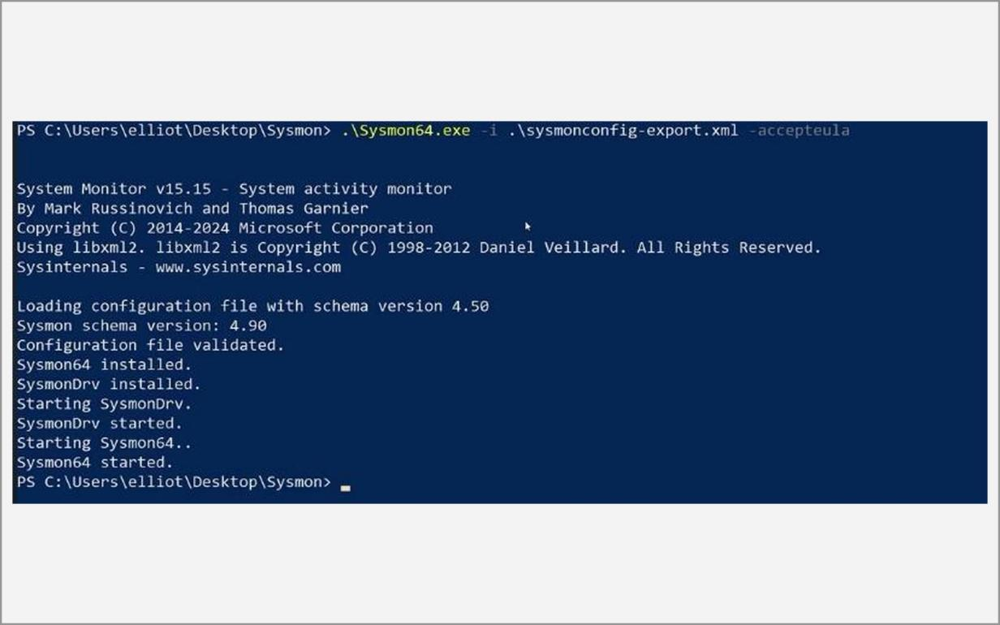 PS C:\Users\elliot\Desktop\Sysmon> .\Sysmon64.exe -i .\sysmonconfig-export.xml -accepteula
System Monitor v15.15 - System activity monitor
By Mark Russinovich and Thomas Garnier
Copyright (C) 2014-2024 Microsoft Corporation
Using libxml2. libxml2 is Copyright (C) 1998-2012 Daniel Veillard. All Rights Reserved.
Sysinternals - www.sysinternals.com
Loading configuration file with schema version 4.50
Sysmon schema version: 4.90
Configuration file validated.
Sysmon64 installed.
SysmonDrv installed.
Starting SysmonDrv.
SysmonDrv started.
Starting Sysmon64..
Sysmon64 started.
PS C:\Users\elliot\Desktop\Sysmon>